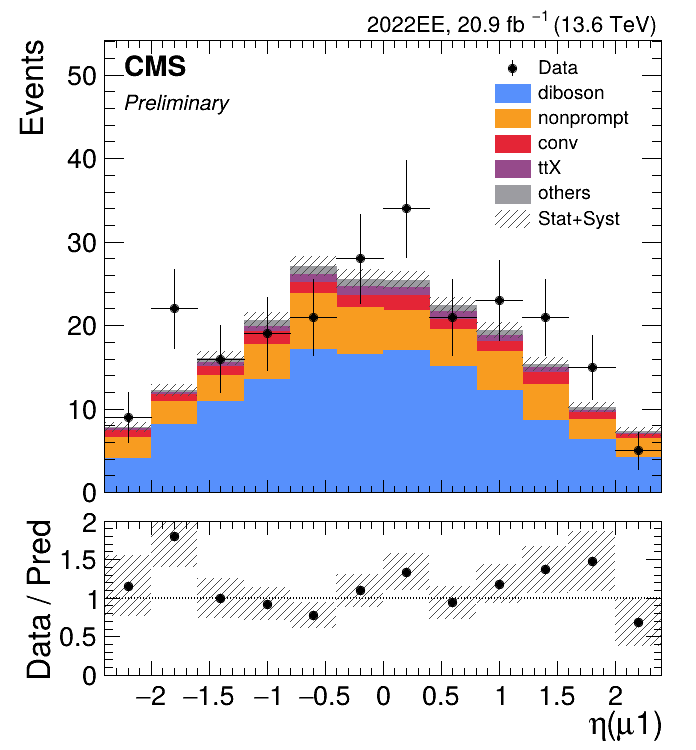 2022EE, 20.9 fb⁻¹ (13.6 TeV)
CMS
Preliminary
Events
50
40
30
20
10
0
Data
diboson
nonprompt
conv
ttX
others
Stat+Syst
Data / Pred
2
1.5
1
0.5
0
−2 −1.5 −1 −0.5 0 0.5 1 1.5 2
η(μ1)